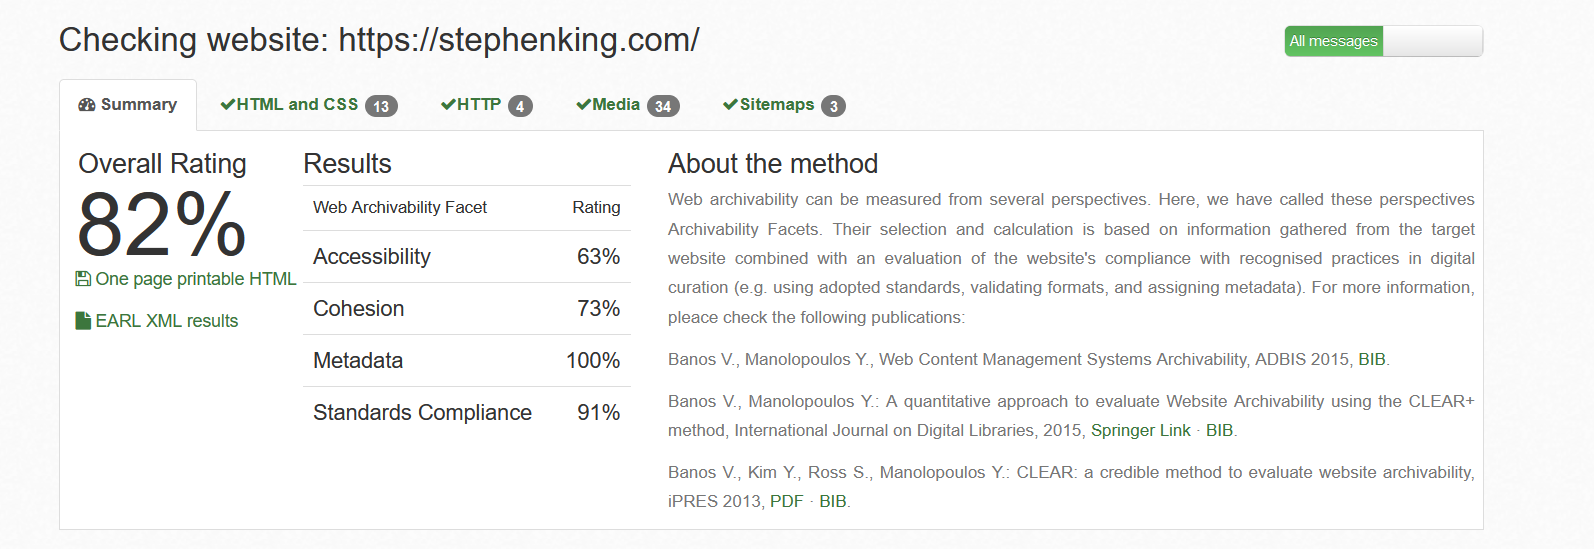 Checking website: https://stephenking.com/
All messages
Summary
HTML and CSS 13
HTTP 4
Media 34
Sitemaps 3
Overall Rating
82%
One page printable HTML
EARL XML results
Results
Web Archivability Facet Rating
Accessibility 63%
Cohesion 73%
Metadata 100%
Standards Compliance 91%
About the method
Web archivability can be measured from several perspectives. Here, we have called these perspectives
Archivability Facets. Their selection and calculation is based on information gathered from the target
website combined with an evaluation of the website's compliance with recognised practices in digital
curation (e.g. using adopted standards, validating formats, and assigning metadata). For more information,
pleace check the following publications:
Banos V., Manolopoulos Y., Web Content Management Systems Archivability, ADBIS 2015, BIB.
Banos V., Manolopoulos Y.: A quantitative approach to evaluate Website Archivability using the CLEAR+
method, International Journal on Digital Libraries, 2015, Springer Link · BIB.
Banos V., Kim Y., Ross S., Manolopoulos Y.: CLEAR: a credible method to evaluate website archivability,
iPRES 2013, PDF · BIB.